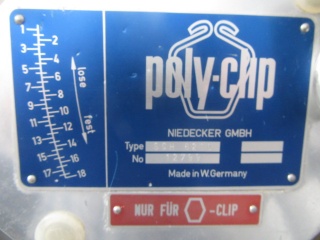 1
2
3
4
5
6
7
8
9
10
11
12
13
14
15
16
17
18
lose
fest
poly-clip
NIEDECKER GMBH
Type
No
Made in W.Germany
NUR FÜR -CLIP